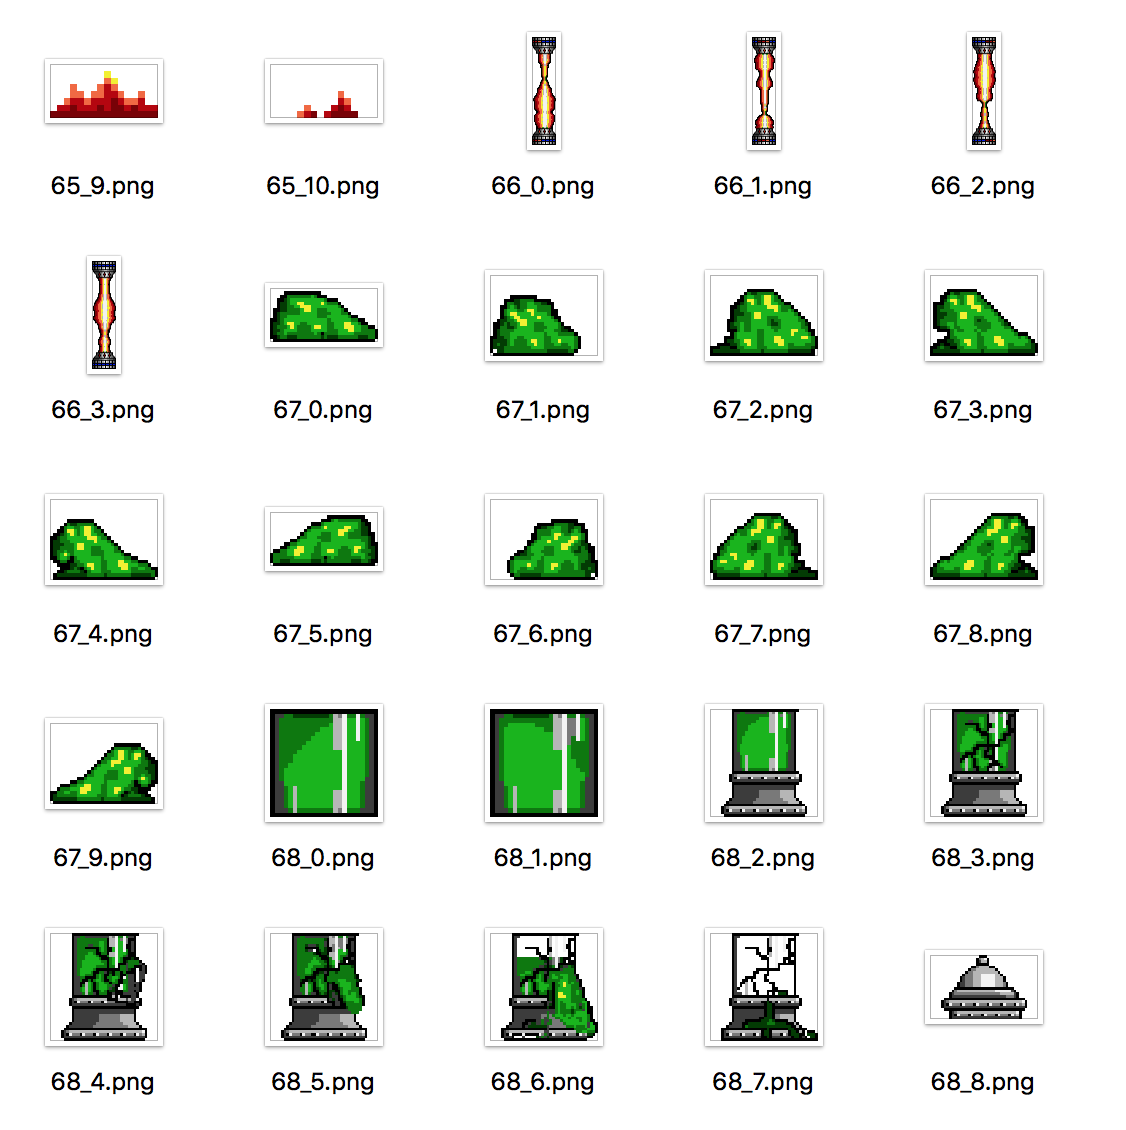 65_9.png 65_10.png 66_0.png 66_1.png 66_2.png
66_3.png 67_0.png 67_1.png 67_2.png 67_3.png
67_4.png 67_5.png 67_6.png 67_7.png 67_8.png
67_9.png 68_0.png 68_1.png 68_2.png 68_3.png
68_4.png 68_5.png 68_6.png 68_7.png 68_8.png